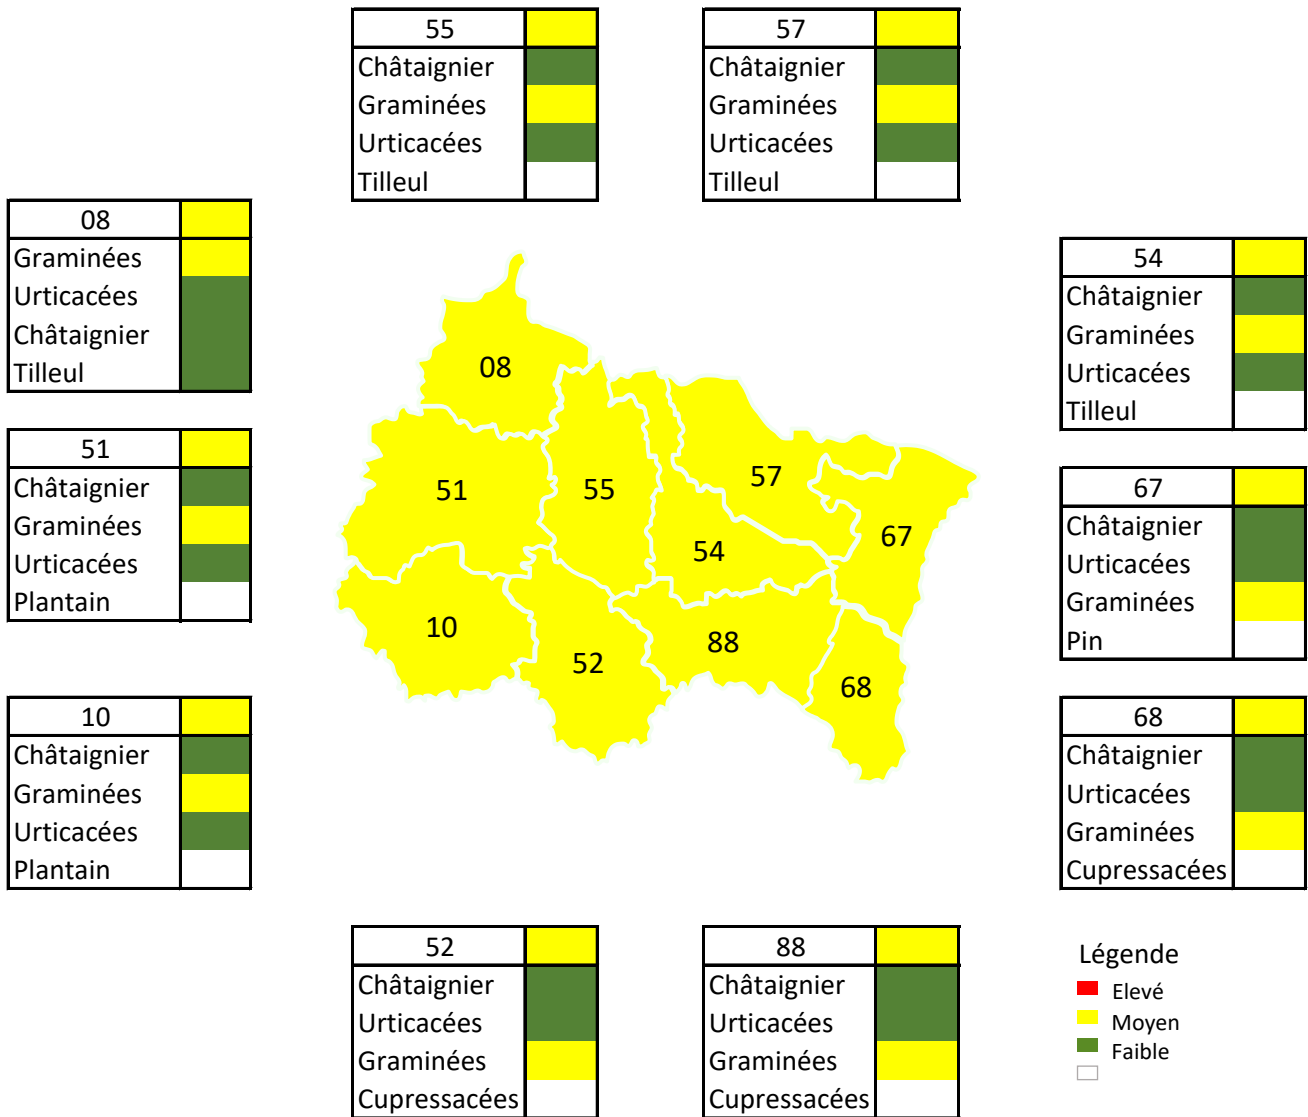 55
Châtaignier
Graminées
Urticacées
Tilleul
57
Châtaignier
Graminées
Urticacées
Tilleul
08
Graminées
Urticacées
Châtaignier
Tilleul
54
Châtaignier
Graminées
Urticacées
Tilleul
51
Châtaignier
Graminées
Urticacées
Plantain
67
Châtaignier
Urticacées
Graminées
Pin
10
Châtaignier
Graminées
Urticacées
Plantain
68
Châtaignier
Urticacées
Graminées
Cupressacées
08
51
55
57
54
67
10
52
88
68
52
Châtaignier
Urticacées
Graminées
Cupressacées
88
Châtaignier
Urticacées
Graminées
Cupressacées
Légende
Elevé
Moyen
Faible